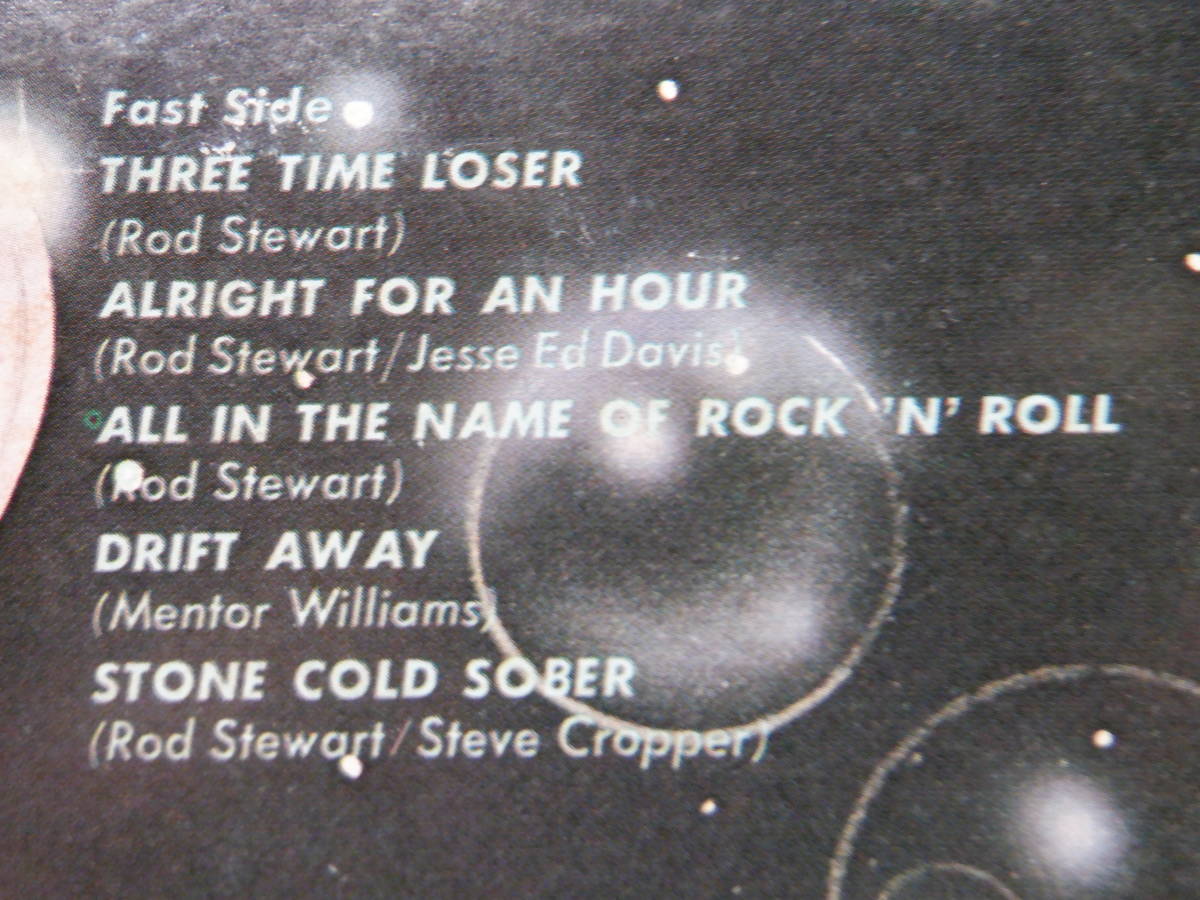 Fast Side
THREE TIME LOSER
(Rod Stewart)
ALRIGHT FOR AN HOUR
(Rod Stewart/Jesse Ed Davis)
ALL IN THE NAME OF ROCK 'N' ROLL
(Rod Stewart)
DRIFT AWAY
(Mentor Williams)
STONE COLD SOBER
(Rod Stewart/Steve Cropper)